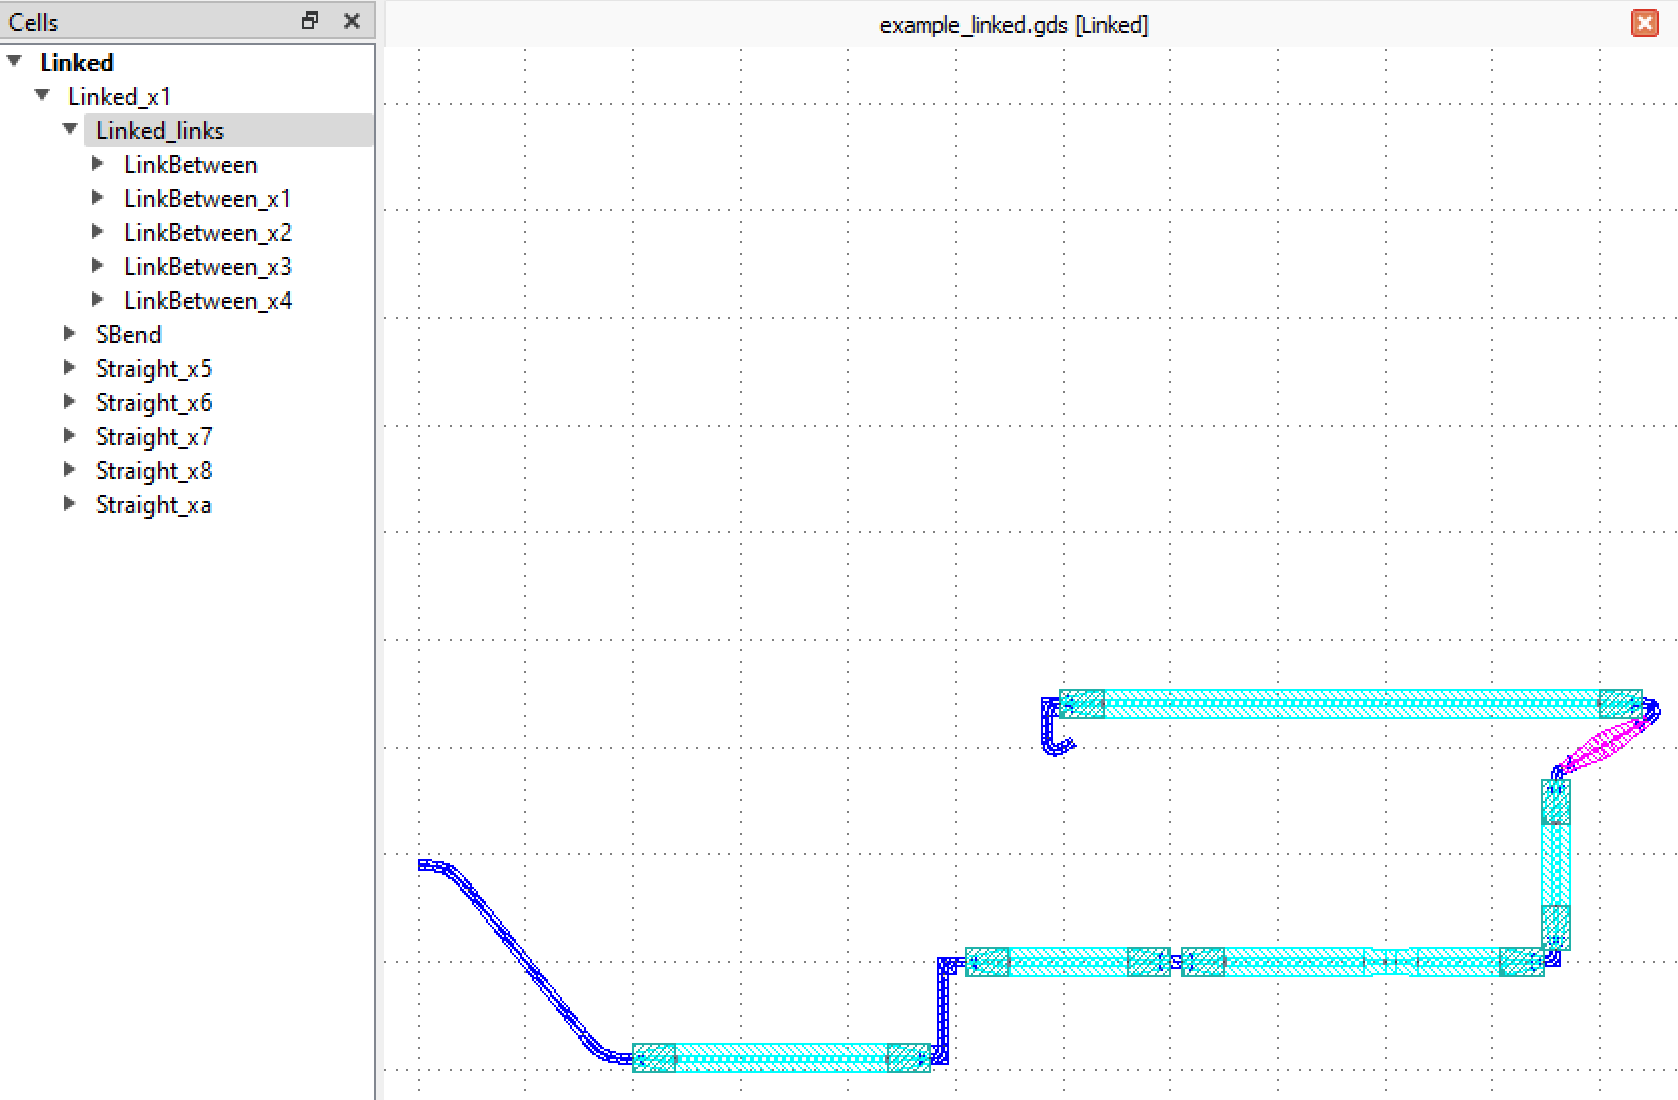 Cells
example_linked.gds [Linked]
Linked
Linked_x1
Linked_links
LinkBetween
LinkBetween_x1
LinkBetween_x2
LinkBetween_x3
LinkBetween_x4
SBend
Straight_x5
Straight_x6
Straight_x7
Straight_x8
Straight_xa